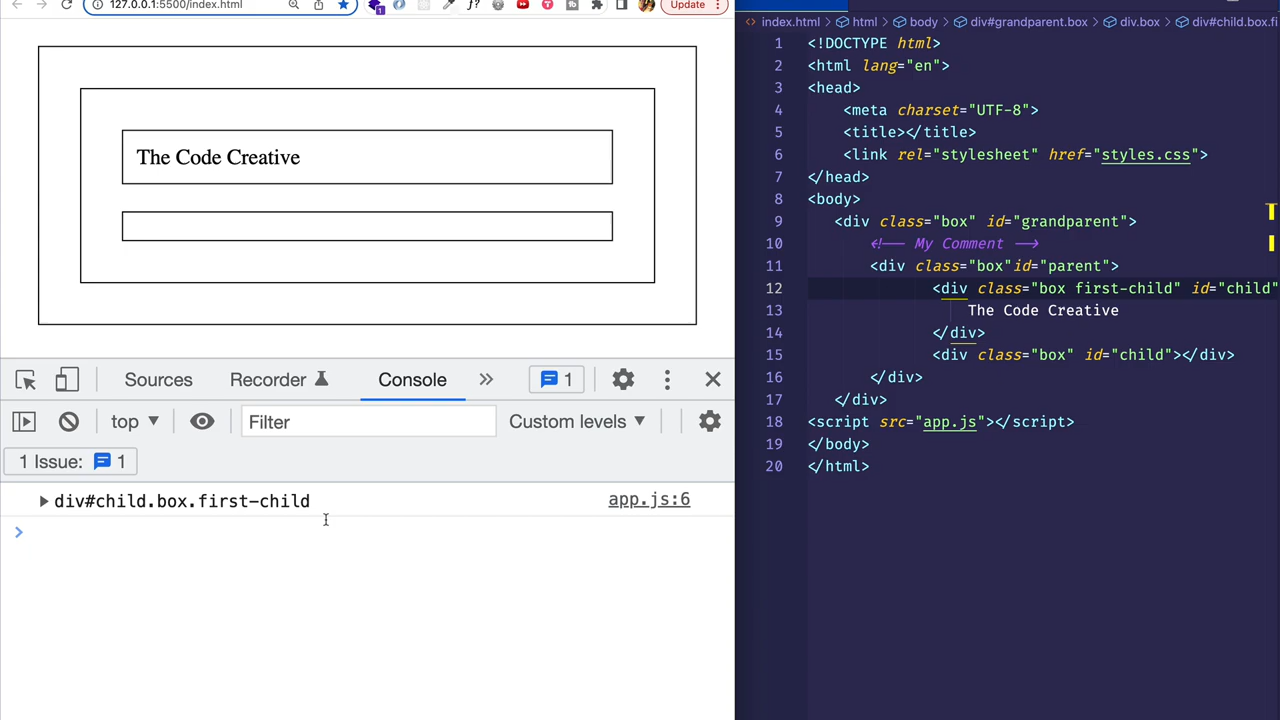 127.0.0.1:5500/index.html
Update
The Code Creative
Sources
Recorder
Console
1
top
Filter
Custom levels
1 Issue:
1
div#child.box.first-child
app.js:6
index.html
html
body
div#grandparent.box
div.box
div#child.box.fi
1 <!DOCTYPE html>
2 <html lang="en">
3 <head>
4 <meta charset="UTF-8">
5 <title></title>
6 <link rel="stylesheet" href="styles.css">
7 </head>
8 <body>
9 <div class="box" id="grandparent">
10 <!-- My Comment -->
11 <div class="box"id="parent">
12 <div class="box first-child" id="child"
13 The Code Creative
14 </div>
15 <div class="box" id="child"></div>
16 </div>
17 </div>
18 <script src="app.js"></script>
19 </body>
20 </html>